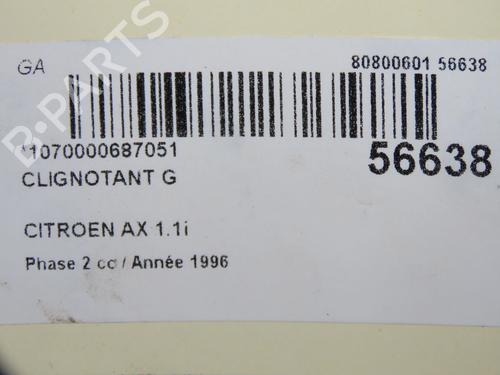 GA
80800601 56638
*1070000687051
56638
CLIGNOTANT G
CITROEN AX 1.1i
Phase 2 cc / Année 1996
B-PARTS